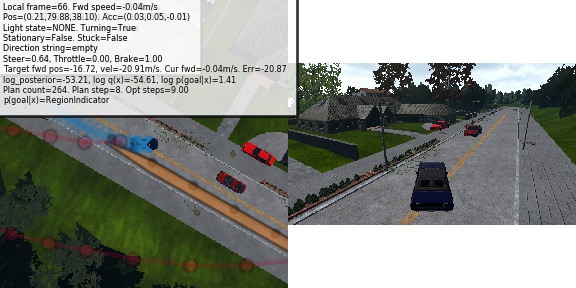 Local frame=66. Fwd speed=-0.04m/s
Pos=(0.21,79.88,38.10). Acc=(0.03,0.05,-0.01)
Light state=NONE. Turning=True
Stationary=False. Stuck=False
Direction string=empty
Steer=0.64, Throttle=0.00, Brake=1.00
Target fwd pos=-16.72, vel=-20.91m/s. Cur fwd=-0.04m/s. Err=-20.87
log_posterior=-53.21, log q(x)=-54.61, log p(goal|x)=1.41
Plan count=264. Plan step=8. Opt steps=9.00
p(goal|x)=RegionIndicator